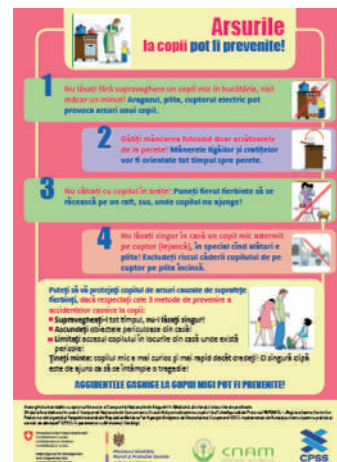 Arsurile
la copii pot fi prevenite!
1
Nu lăsați fără supraveghere un copil mic în bucătărie, nici
măcar un minut! Aragazul, plita, cuptorul electric pot
provoca arsuri unui copil.
2
Gătiți mâncarea folosind doar arzătoarele
de la perete! Mânerele tigăilor și cratițelor
vor fi orientate tot timpul spre perete.
3
Nu călcați cu copilul în brațe! Puneți fierul fierbinte să se
răcească pe un raft, sus, unde copilul nu ajunge!
4
Nu lăsați singur în casă un copil mic adormit
pe cuptor (lejancă), în special cînd alături e
plita! Excludeți riscul căderii copilului de pe
cuptor pe plita încinsă.
Puteți să vă protejați copilul de arsuri cauzate de suprafețe
fierbinți, dacă respectați cele 3 metode de prevenire a
accidentelor casnice la copii:
Supravegheați-l tot timpul, nu-l lăsați singur!
Ascundeți obiectele periculoase din casă!
Limitați accesul copilului în locurile din casă unde există
pericole!
Țineți minte: copilul mic e mai curios și mai rapid decât credeți! O singură clipă
este de ajuns ca să se întâmple o tragedie!
ACCIDENTELE CASNICE LA COPIII MICI POT FI PREVENITE!
CNAM
CPSS